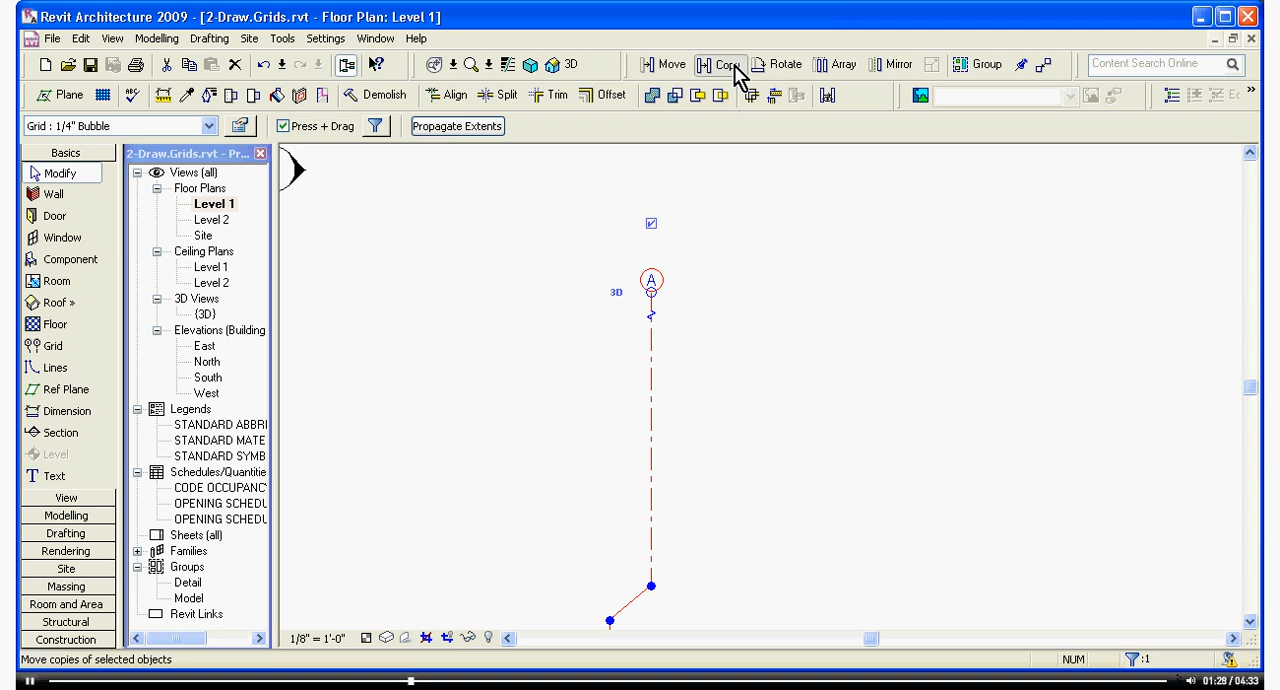 Revit Architecture 2009 - [2-Draw.Grids.rvt - Floor Plan: Level 1]
File Edit View Modelling Drafting Site Tools Settings Window Help
3D Move Copy Rotate Array Mirror Group Content Search Online
Plane Demolish Align Split Trim Offset
Grid : 1/4" Bubble Press + Drag Propagate Extents
Basics
Modify
Wall
Door
Window
Component
Room
Roof »
Floor
Grid
Lines
Ref Plane
Dimension
Section
Level
Text
View
Modelling
Drafting
Rendering
Site
Massing
Room and Area
Structural
Construction
2-Draw.Grids.rvt - Pr...
Views (all)
Floor Plans
Level 1
Level 2
Site
Ceiling Plans
Level 1
Level 2
3D Views
{3D}
Elevations (Building
East
North
South
West
Legends
STANDARD ABBRI
STANDARD MATE
STANDARD SYMB
Schedules/Quantitie
CODE OCCUPANC
OPENING SCHEDU
OPENING SCHEDU
Sheets (all)
Families
Groups
Detail
Model
Revit Links
A
3D
1/8" = 1'-0"
Move copies of selected objects
NUM
:1
01:29 / 04:33